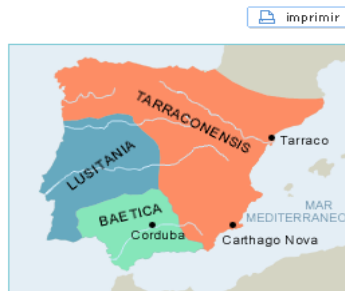 imprimir
TARRACONENSIS
Tarraco
LUSITANIA
BAETICA
MAR
MEDITERRANEO
Corduba
Carthago Nova